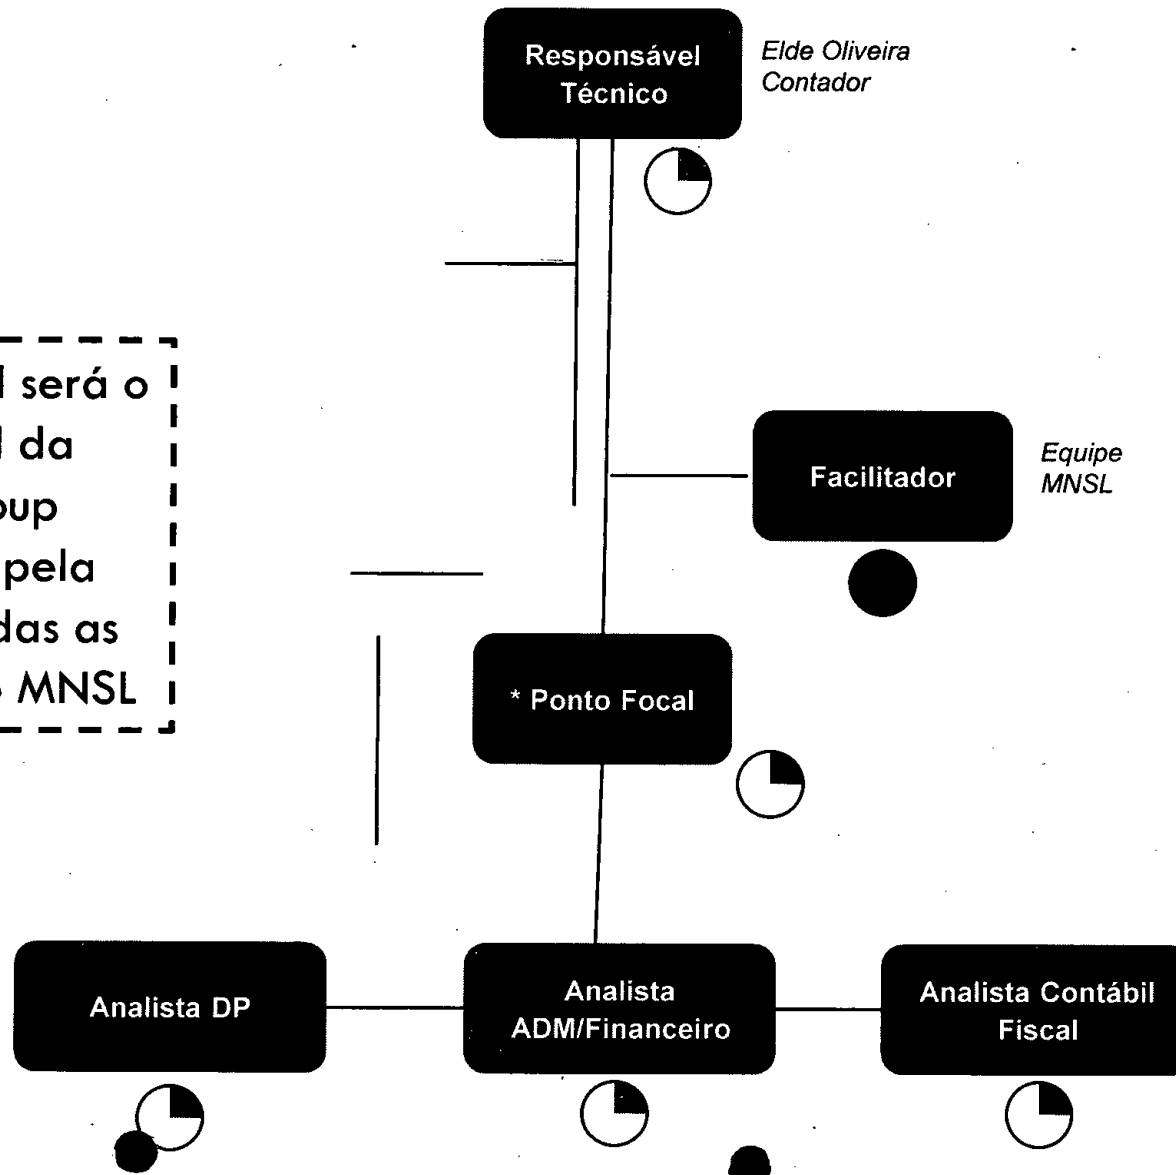 Responsável
Técnico
Elde Oliveira
Contador
será o
da
pela
as
MNSL
Facilitador
Equipe
MNSL
* Ponto Focal
Analista DP
Analista
ADM/Financeiro
Analista Contábil
Fiscal